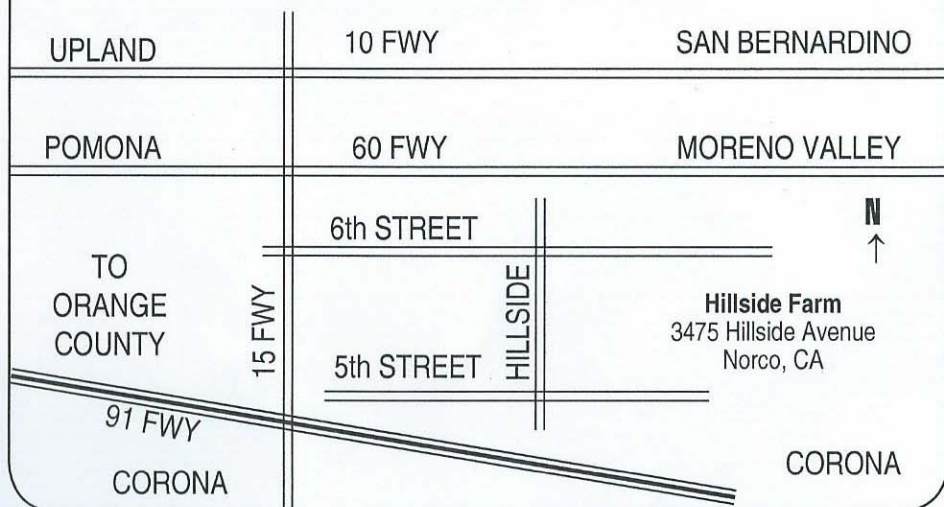 UPLAND 10 FWY SAN BERNARDINO
POMONA 60 FWY MORENO VALLEY
6th STREET
N
TO
ORANGE
COUNTY
15 FWY
HILLSIDE
Hillside Farm
3475 Hillside Avenue
Norco, CA
5th STREET
91 FWY
CORONA
CORONA